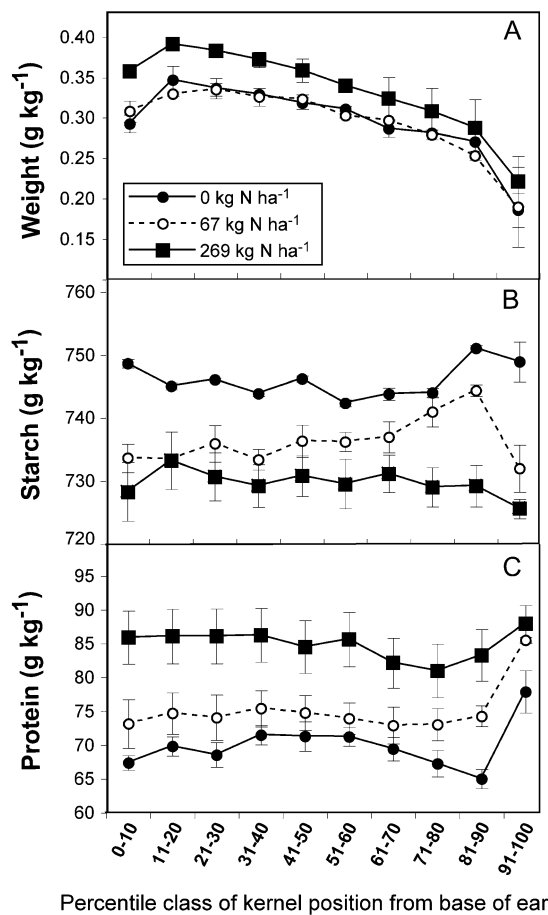 A
Weight (g kg-1)
0.40
0.35
0.30
0.25
0.20
0.15
0 kg N ha-1
67 kg N ha-1
269 kg N ha-1
B
Starch (g kg-1)
760
750
740
730
720
C
Protein (g kg-1)
95
90
85
80
75
70
65
60
0-10
11-20
21-30
31-40
41-50
51-60
61-70
71-80
81-90
91-100
Percentile class of kernel position from base of ear